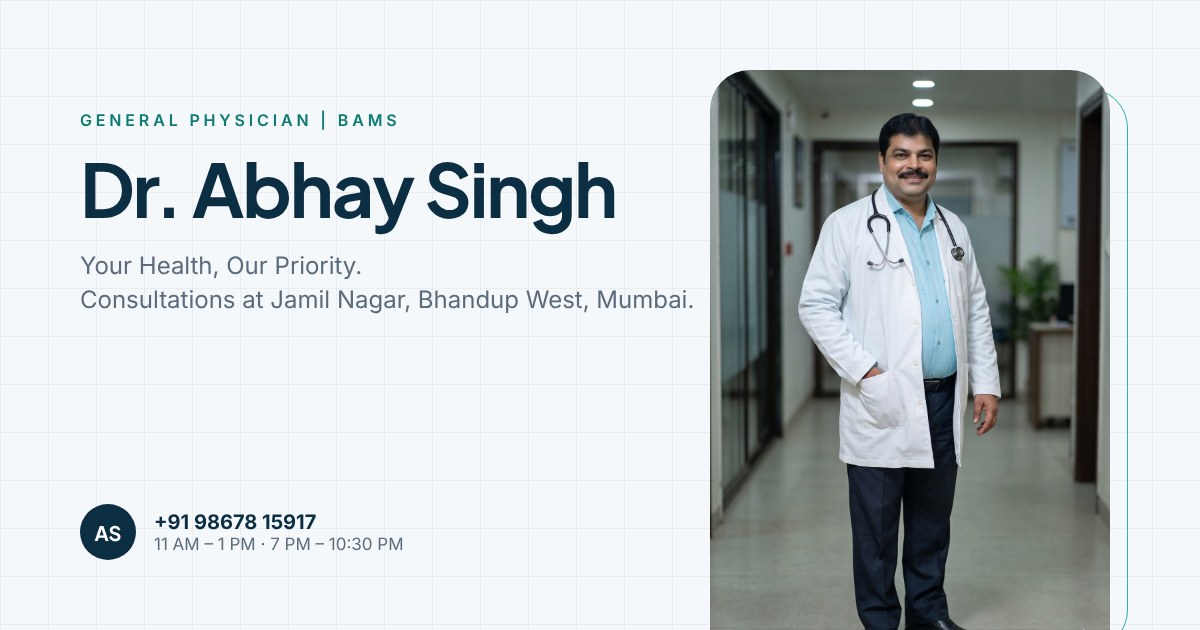 GENERAL PHYSICIAN | BAMS
Dr. Abhay Singh
Your Health, Our Priority.
Consultations at Jamil Nagar, Bhandup West, Mumbai.
AS
+91 98678 15917
11 AM – 1 PM · 7 PM – 10:30 PM